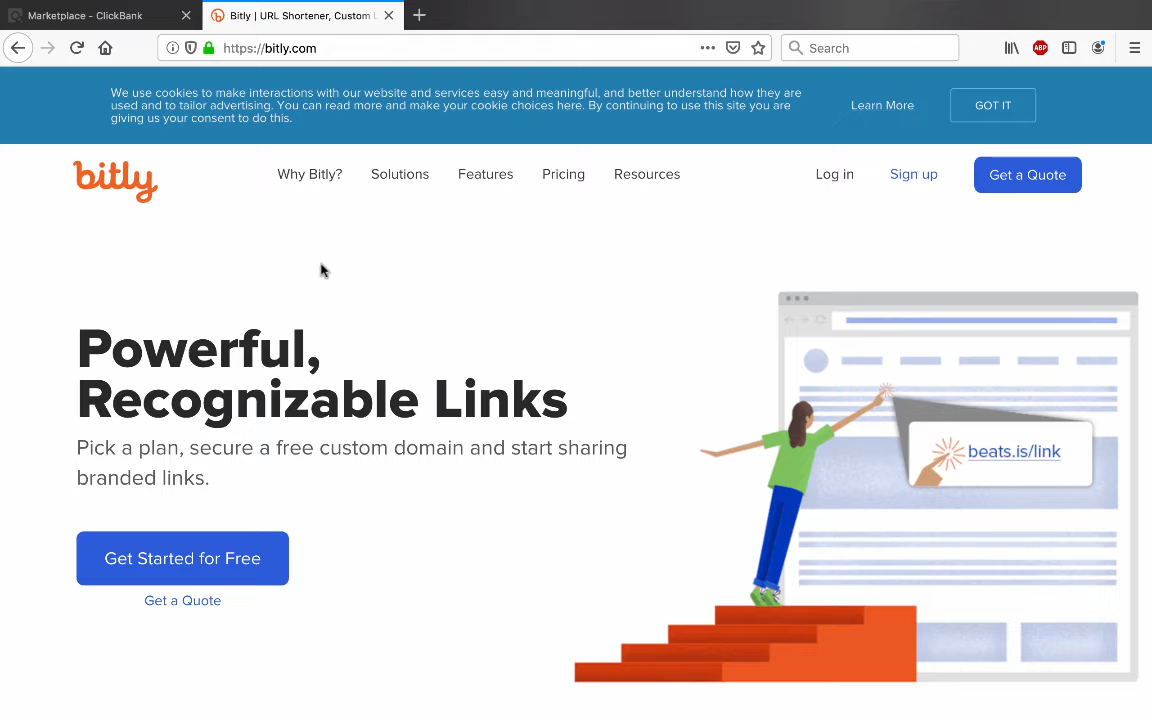 Marketplace - ClickBank
Bitly | URL Shortener, Custom L
https://bitly.com
Search
ABP
We use cookies to make interactions with our website and services easy and meaningful, and better understand how they are
used and to tailor advertising. You can read more and make your cookie choices here. By continuing to use this site you are
giving us your consent to do this.
Learn More
GOT IT
bitly
Why Bitly?
Solutions
Features
Pricing
Resources
Log in
Sign up
Get a Quote
Powerful,
Recognizable Links
Pick a plan, secure a free custom domain and start sharing
branded links.
Get Started for Free
Get a Quote
beats.is/link